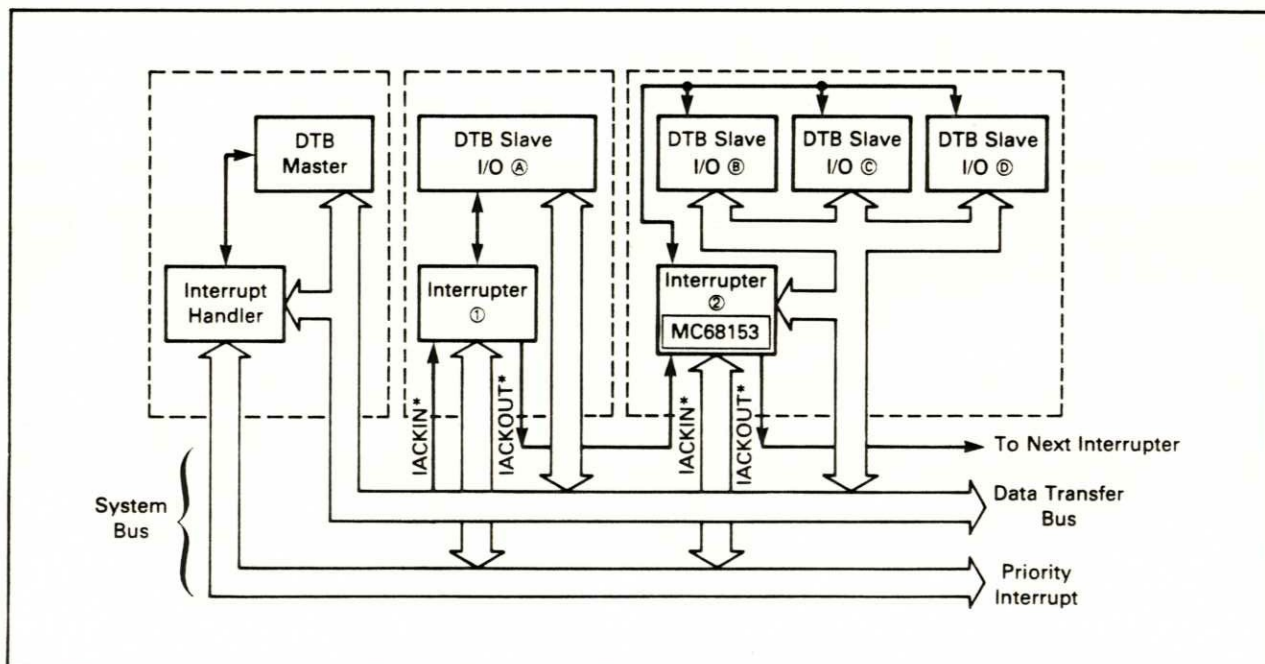 DTB
Master
DTB Slave
I/O Ⓐ
DTB Slave
I/O Ⓑ
DTB Slave
I/O Ⓒ
DTB Slave
I/O Ⓓ
Interrupt
Handler
Interrupter
①
Interrupter
②
MC68153
IACKIN*
IACKOUT*
IACKIN*
IACKOUT*
To Next Interrupter
System
Bus
Data Transfer
Bus
Priority
Interrupt